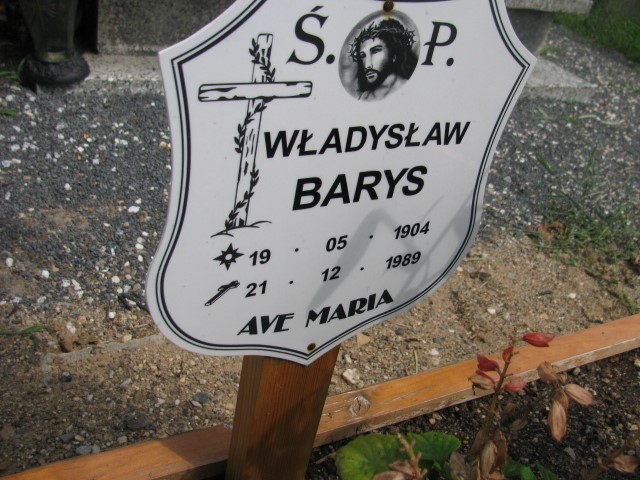 Ś. P.
WŁADYSŁAW
BARYS
19 · 05 · 1904
21 · 12 · 1989
AVE MARIA